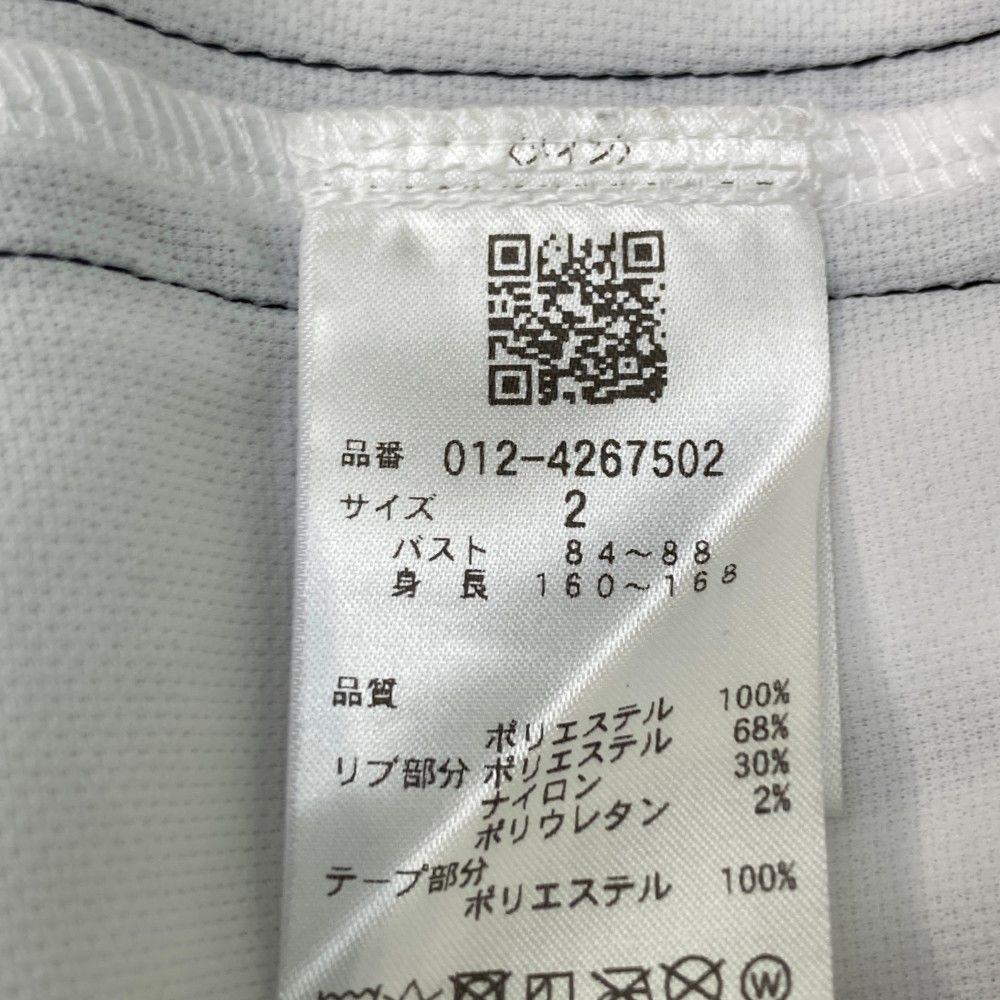 品番 012-4267502
サイズ 2
バスト 84～88
身長 160～168
品質
ポリエステル 100%
リブ部分 ポリエステル 68%
ナイロン 30%
ポリウレタン 2%
テープ部分
ポリエステル 100%
W